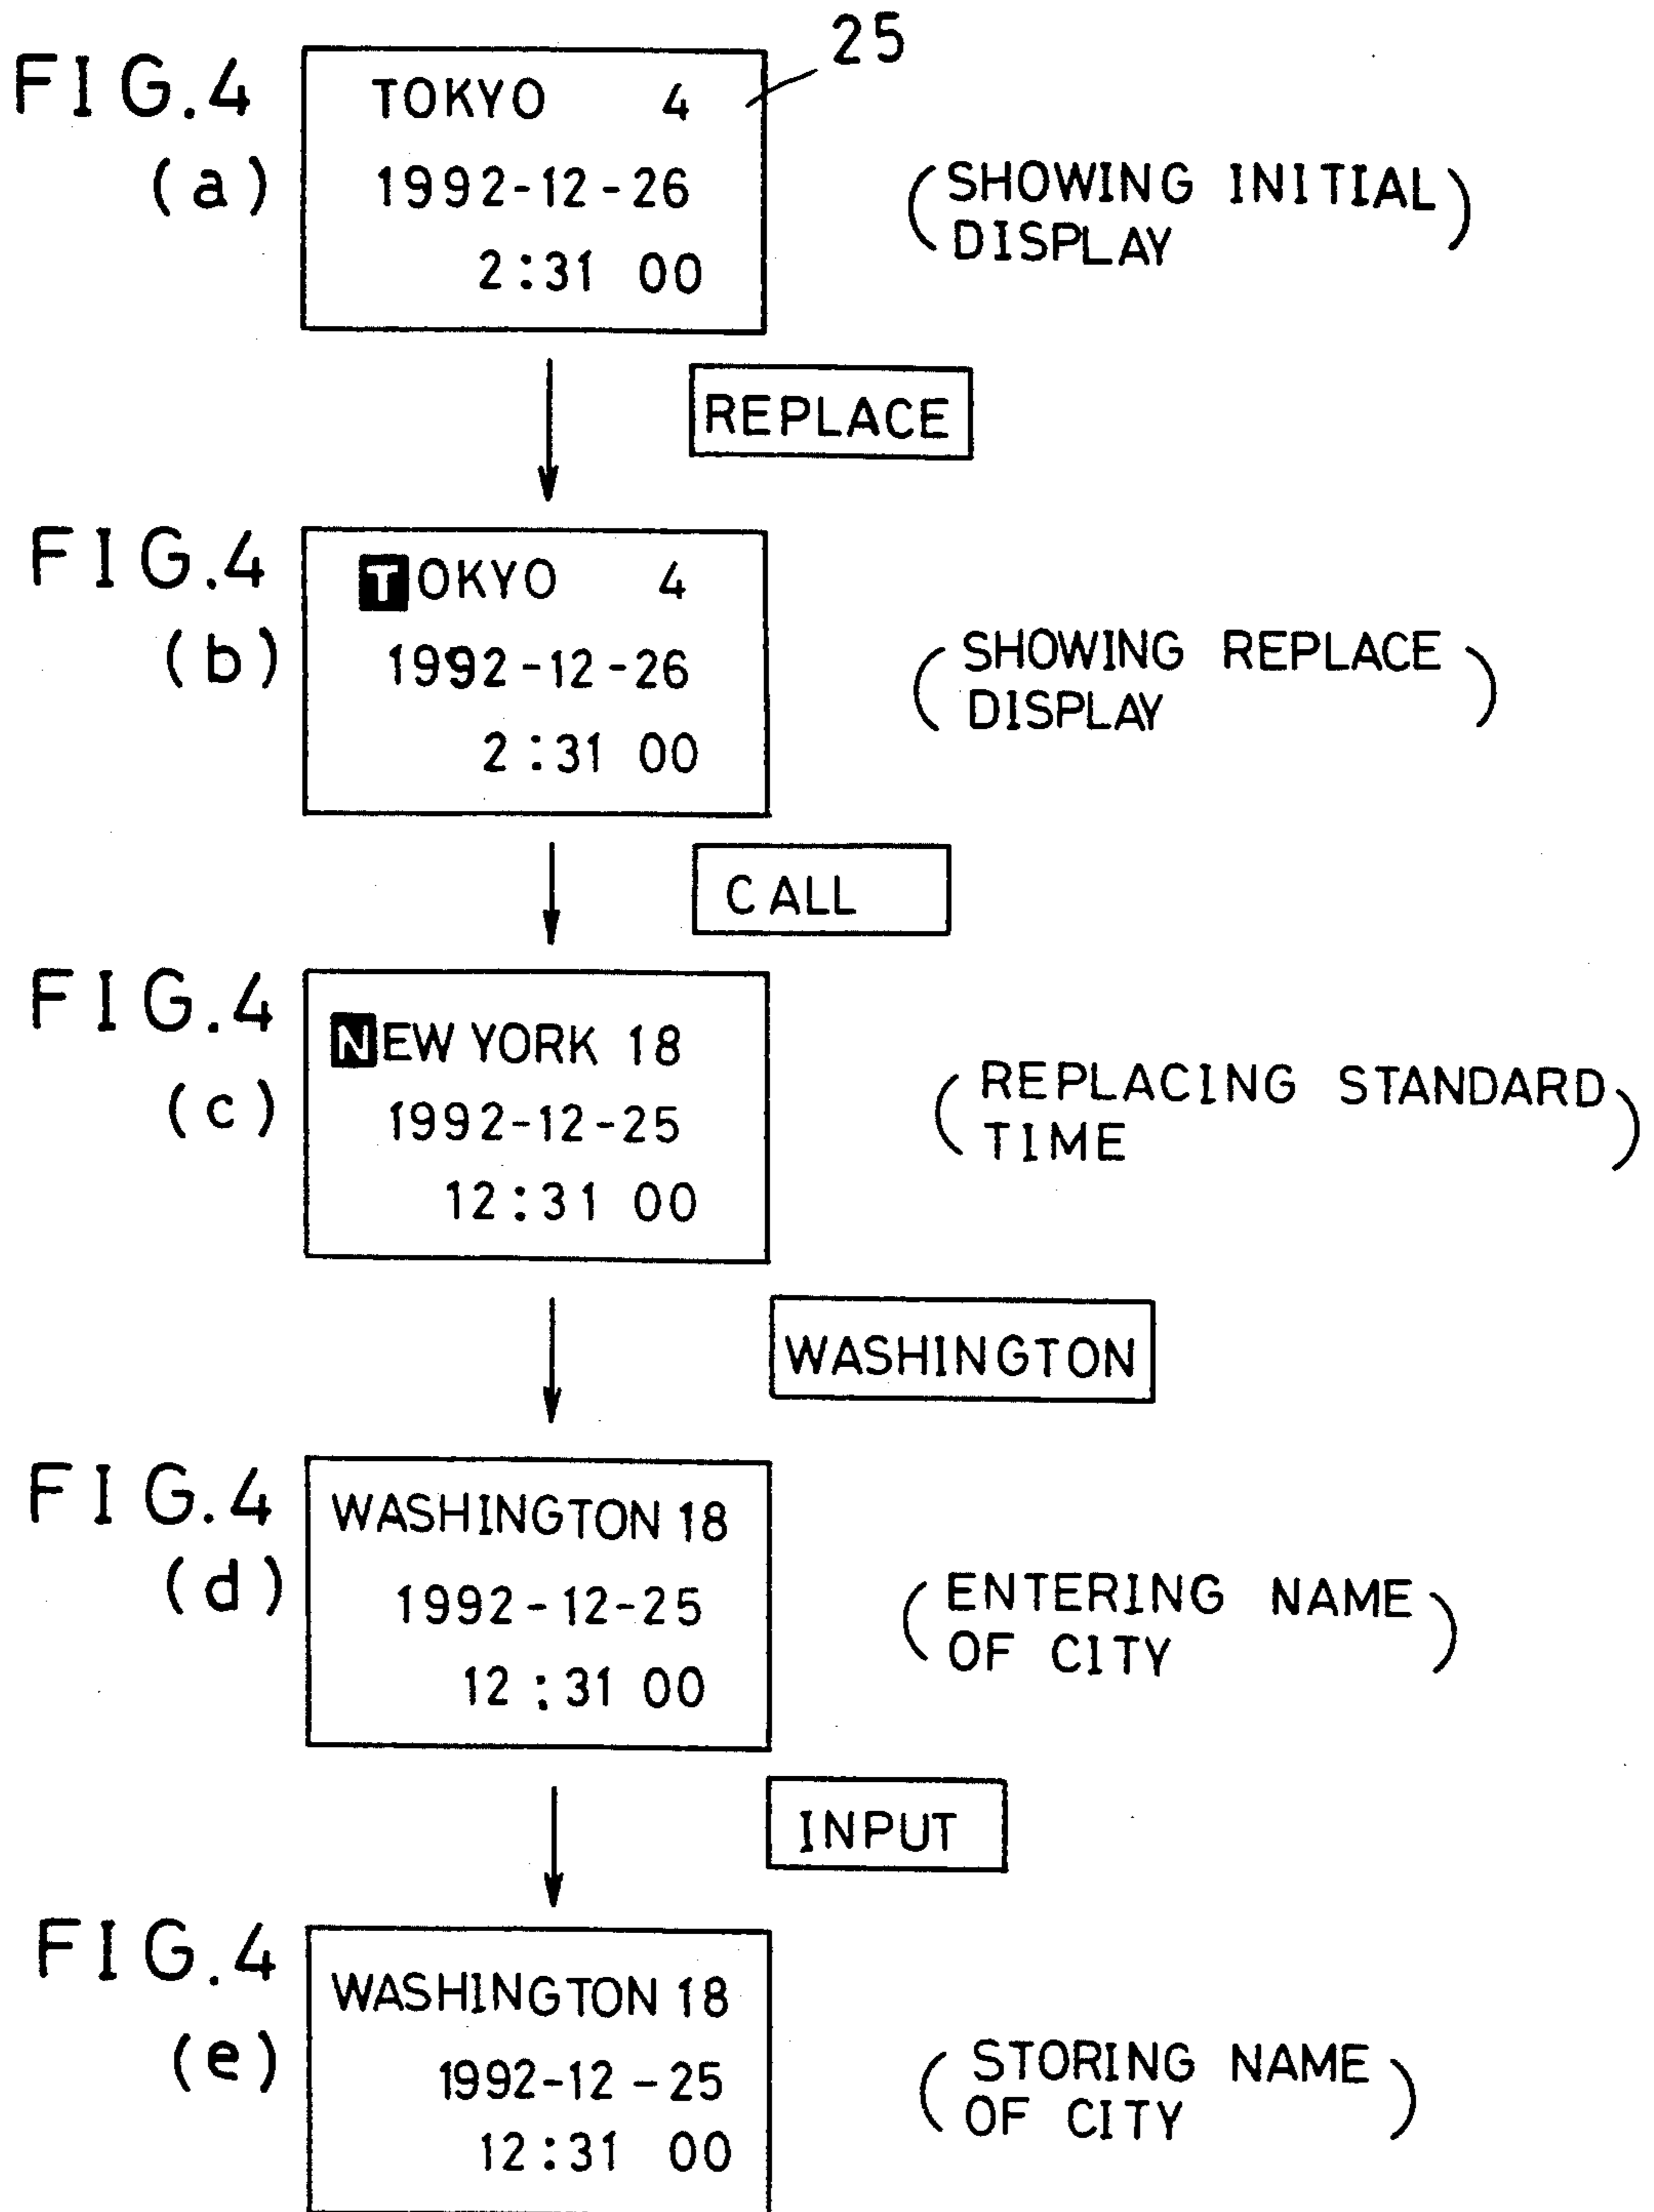 25
FIG.4
(a)
TOKYO 4
1992-12-26
2:31 00
(SHOWING INITIAL
DISPLAY)
REPLACE
FIG.4
(b)
TOKYO 4
1992-12-26
2:31 00
(SHOWING REPLACE
DISPLAY)
CALL
FIG.4
(c)
NEW YORK 18
1992-12-25
12:31 00
(REPLACING STANDARD
TIME)
WASHINGTON
FIG.4
(d)
WASHINGTON 18
1992-12-25
12:31 00
(ENTERING NAME
OF CITY)
INPUT
FIG.4
(e)
WASHINGTON 18
1992-12-25
12:31 00
(STORING NAME
OF CITY)